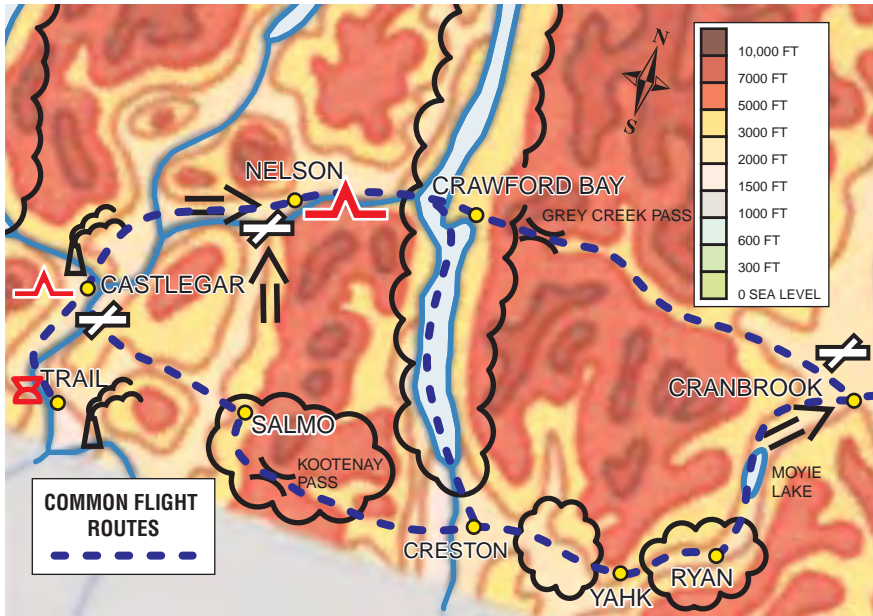 N
S
10,000 FT
7000 FT
5000 FT
3000 FT
2000 FT
1500 FT
1000 FT
600 FT
300 FT
0 SEA LEVEL
NELSON
CRAWFORD BAY
GREY CREEK PASS
CASTLEGAR
TRAIL
CRANBROOK
SALMO
KOOTENAY
PASS
MOYIE
LAKE
COMMON FLIGHT
ROUTES
CRESTON
RYAN
YAHK